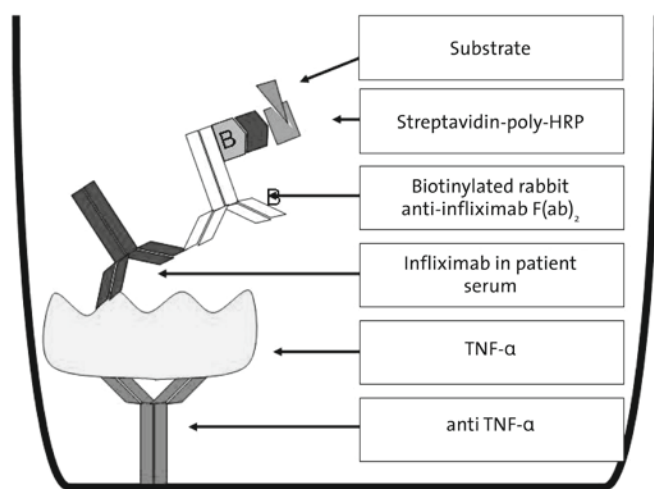 Substrate
B
Streptavidin-poly-HRP
B
Biotinylated rabbit
anti-infliximab F(ab)₂
Infliximab in patient
serum
TNF-α
anti TNF-α